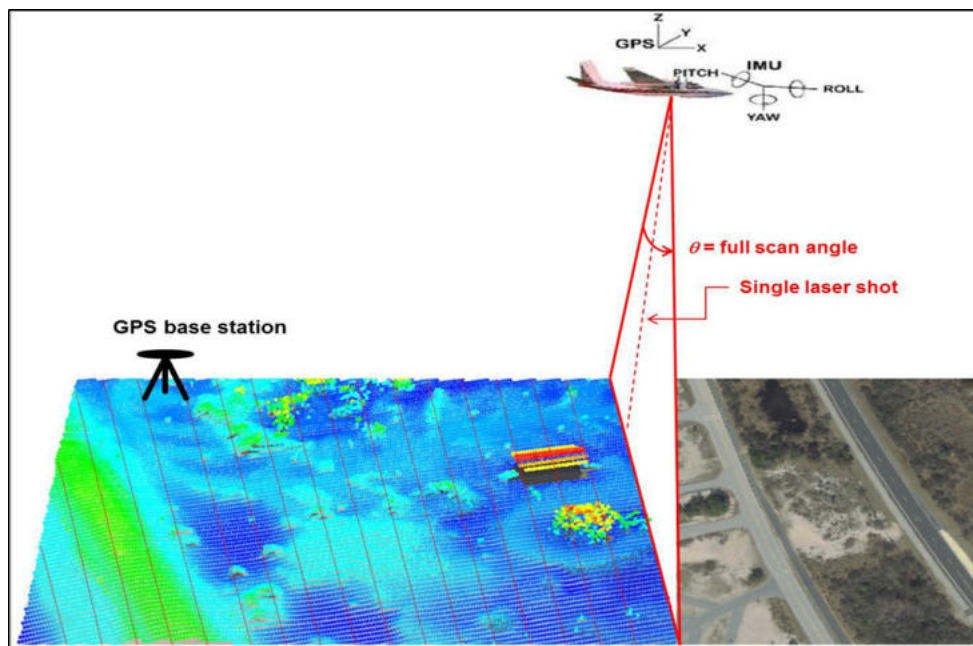 Z
Y
GPS
X
IMU
PITCH
ROLL
YAW
θ = full scan angle
Single laser shot
GPS base station